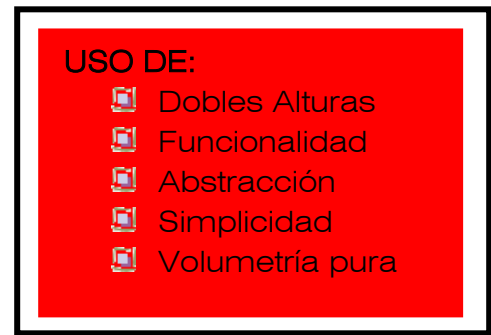 USO DE:
Dobles Alturas
Funcionalidad
Abstracción
Simplicidad
Volumetría pura